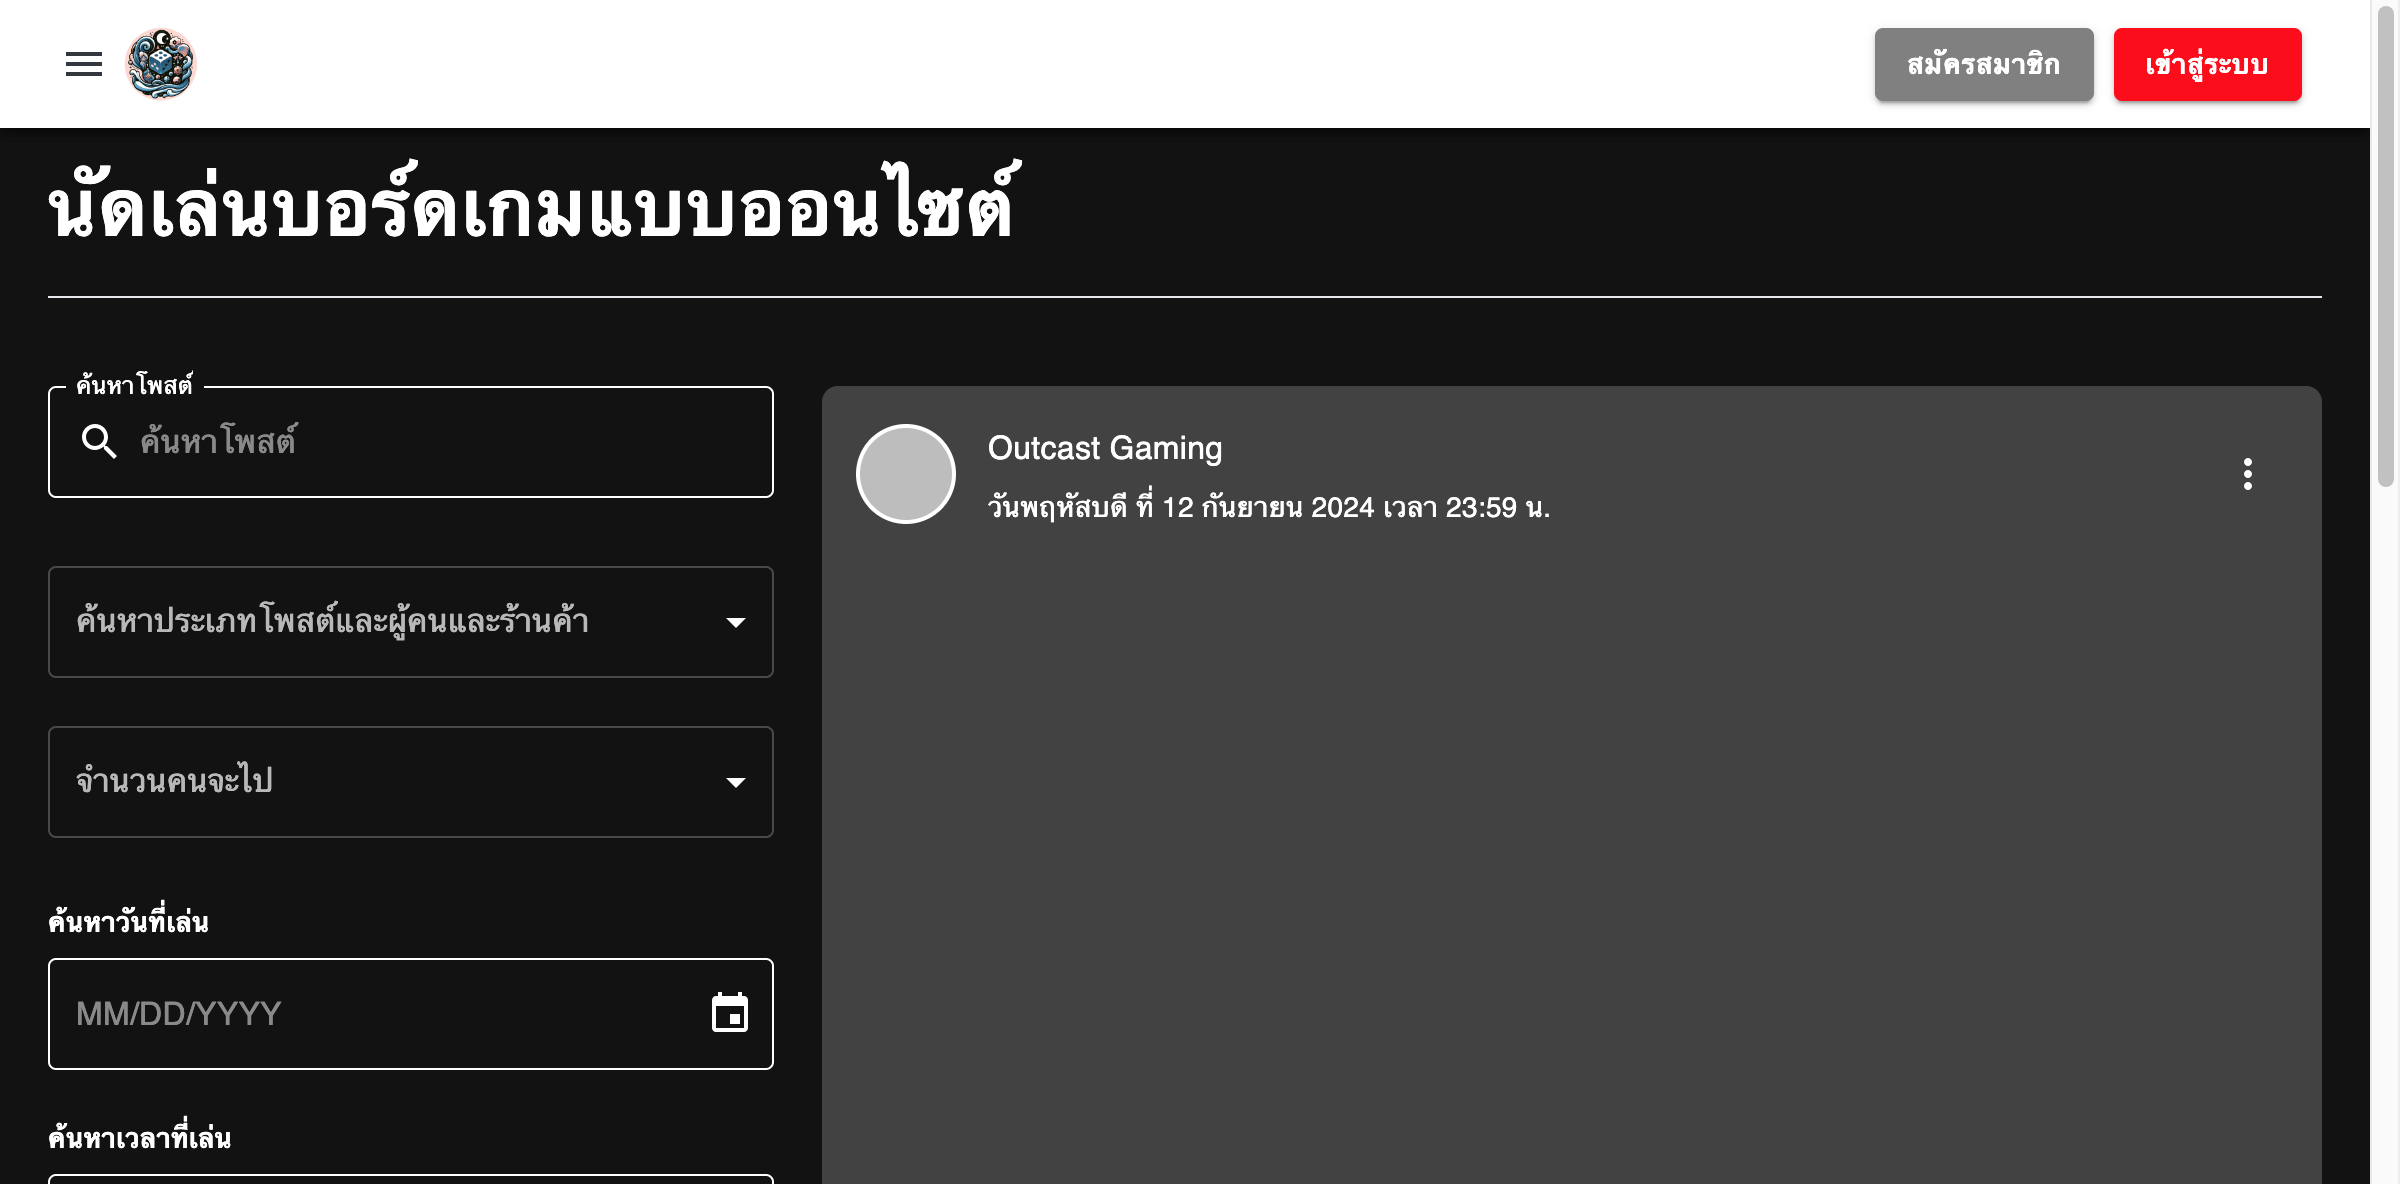 สมัครสมาชิก
เข้าสู่ระบบ
นัดเล่นบอร์ดเกมแบบออนไซต์
ค้นหาโพสต์
ค้นหาโพสต์
ค้นหาประเภทโพสต์และผู้คนและร้านค้า
จำนวนคนจะไป
ค้นหาวันที่เล่น
MM/DD/YYYY
ค้นหาเวลาที่เล่น
Outcast Gaming
วันพฤหัสบดี ที่ 12 กันยายน 2024 เวลา 23:59 น.